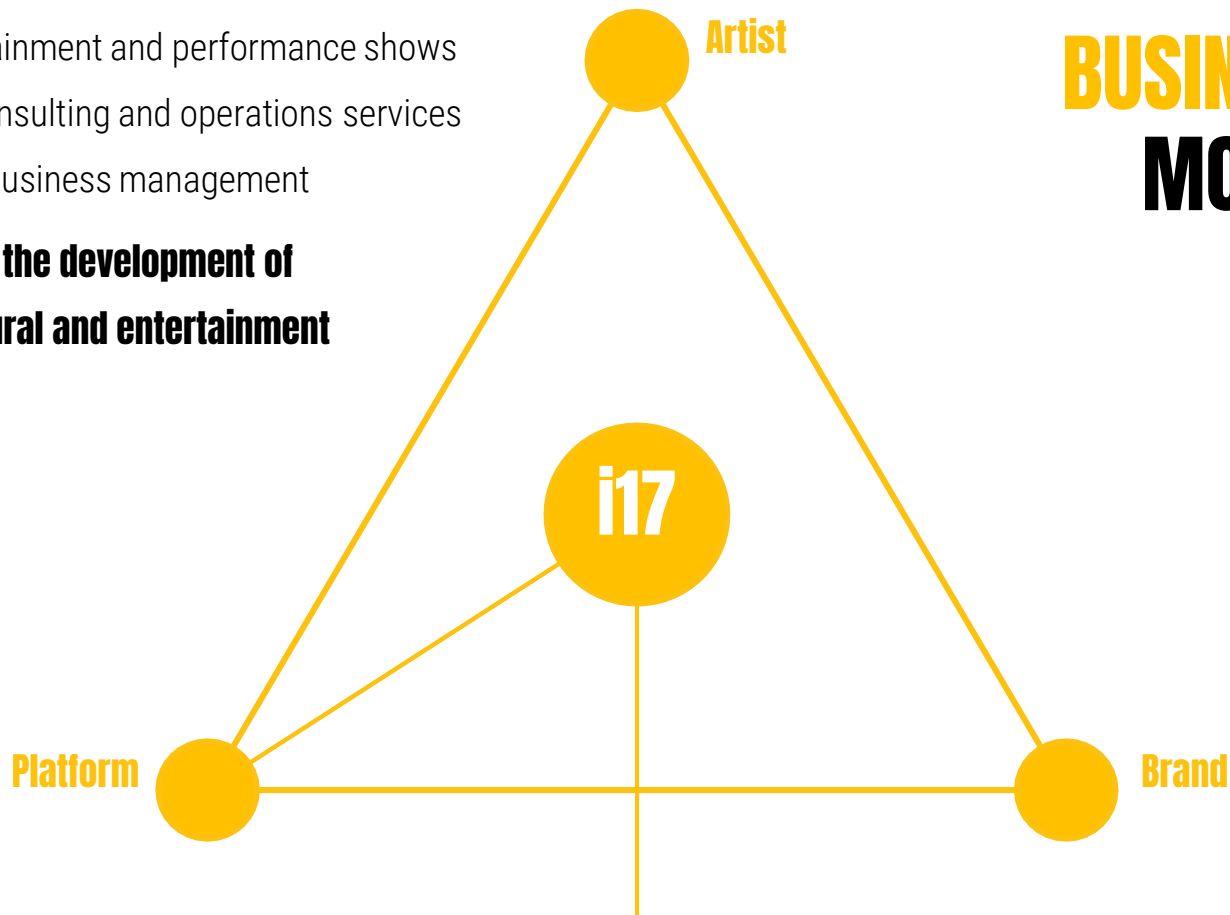 ainment and performance shows
nsulting and operations services
usiness management
the development of
ural and entertainment
Artist
BUSIN
MO
i17
Platform
Brand